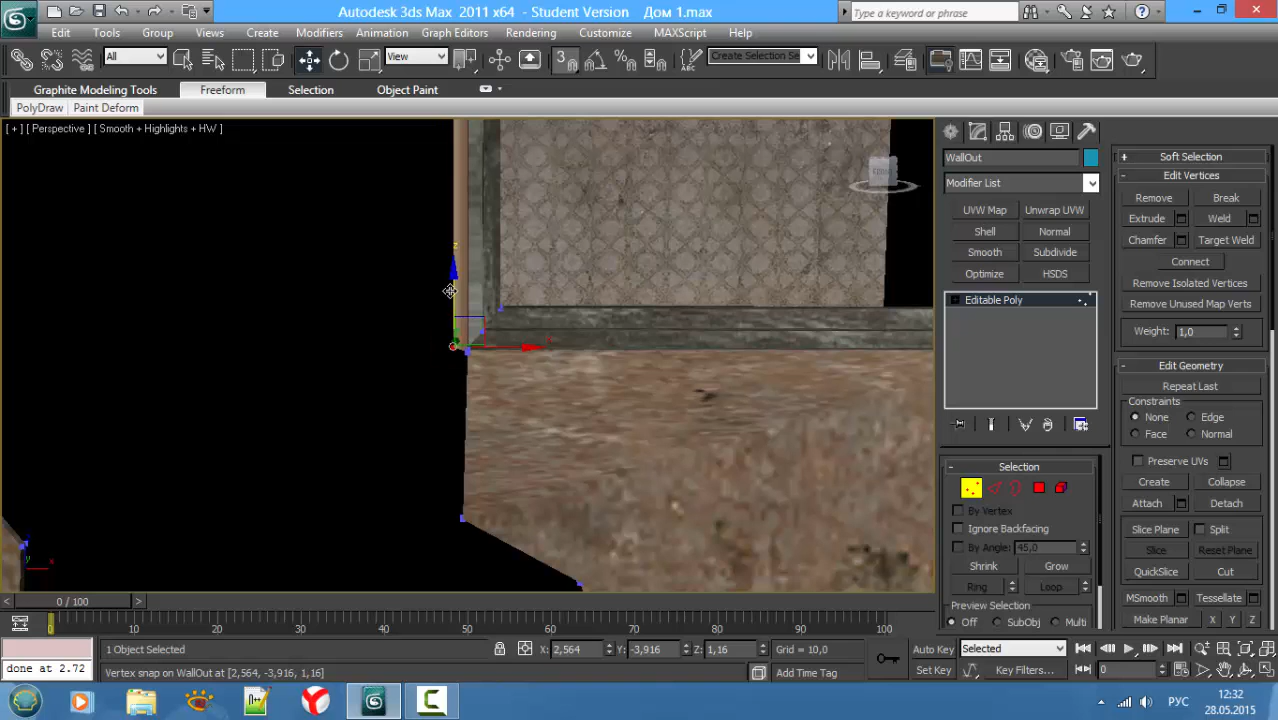 Autodesk 3ds Max 2011 x64 - Student Version Дом 1.max
Type a keyword or phrase
Edit Tools Group Views Create Modifiers Animation Graph Editors Rendering Customize MAXScript Help
All View 3 Create Selection Se
Graphite Modeling Tools Freeform Selection Object Paint
PolyDraw Paint Deform
[ + ] [ Perspective ] [ Smooth + Highlights + HW ]
WallOut
Modifier List
UVW Map Unwrap UVW
Shell Normal
Smooth Subdivide
Optimize HSDS
Editable Poly
Selection
By Vertex
Ignore Backfacing
By Angle: 45,0
Shrink Grow
Ring Loop
Preview Selection
Off SubObj Multi
Soft Selection
Edit Vertices
Remove Break
Extrude Weld
Chamfer Target Weld
Connect
Remove Isolated Vertices
Remove Unused Map Verts
Weight: 1,0
Edit Geometry
Repeat Last
Constraints
None Edge
Face Normal
Preserve UVs
Create Collapse
Attach Detach
Slice Plane Split
Slice Reset Plane
QuickSlice Cut
MSmooth Tessellate
Make Planar X Y Z
z
x
y x
0 / 100
0 10 20 30 40 50 60 70 80 90 100
1 Object Selected X: 2,564 Y: -3,916 Z: 1,16 Grid = 10,0 Auto Key Selected
done at 2.72 Vertex snap on WallOut at [2,564, -3,916, 1,16] Add Time Tag Set Key Key Filters... 0
РУС 12:32
28.05.2015